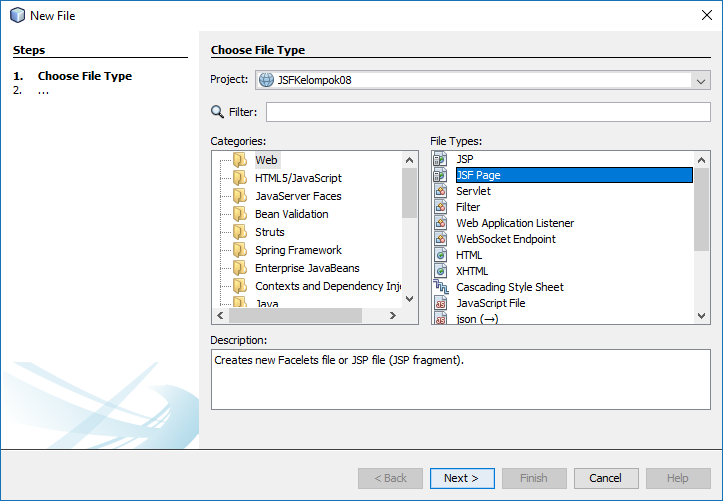 New File
Steps
1. Choose File Type
2. ...
Choose File Type
Project: JSFKelompok08
Filter:
Categories:
Web
HTML5/JavaScript
JavaServer Faces
Bean Validation
Struts
Spring Framework
Enterprise JavaBeans
Contexts and Dependency Inje
Java
File Types:
JSP
JSF Page
Servlet
Filter
Web Application Listener
WebSocket Endpoint
HTML
XHTML
Cascading Style Sheet
JavaScript File
json (→)
Description:
Creates new Facelets file or JSP file (JSP fragment).
< Back
Next >
Finish
Cancel
Help